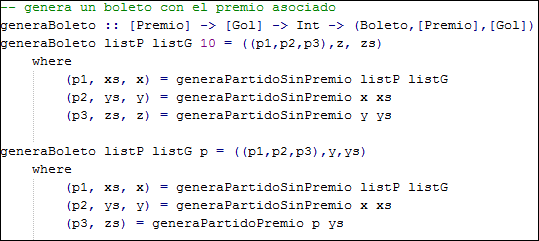 -- genera un boleto con el premio asociado
generaBoleto :: [Premio] -> [Gol] -> Int -> (Boleto,[Premio],[Gol])
generaBoleto listP listG 10 = ((p1,p2,p3),z, zs)
where
(p1, xs, x) = generaPartidoSinPremio listP listG
(p2, ys, y) = generaPartidoSinPremio x xs
(p3, zs, z) = generaPartidoSinPremio y ys
generaBoleto listP listG p = ((p1,p2,p3),y,ys)
where
(p1, xs, x) = generaPartidoSinPremio listP listG
(p2, ys, y) = generaPartidoSinPremio x xs
(p3, zs) = generaPartidoPremio p ys